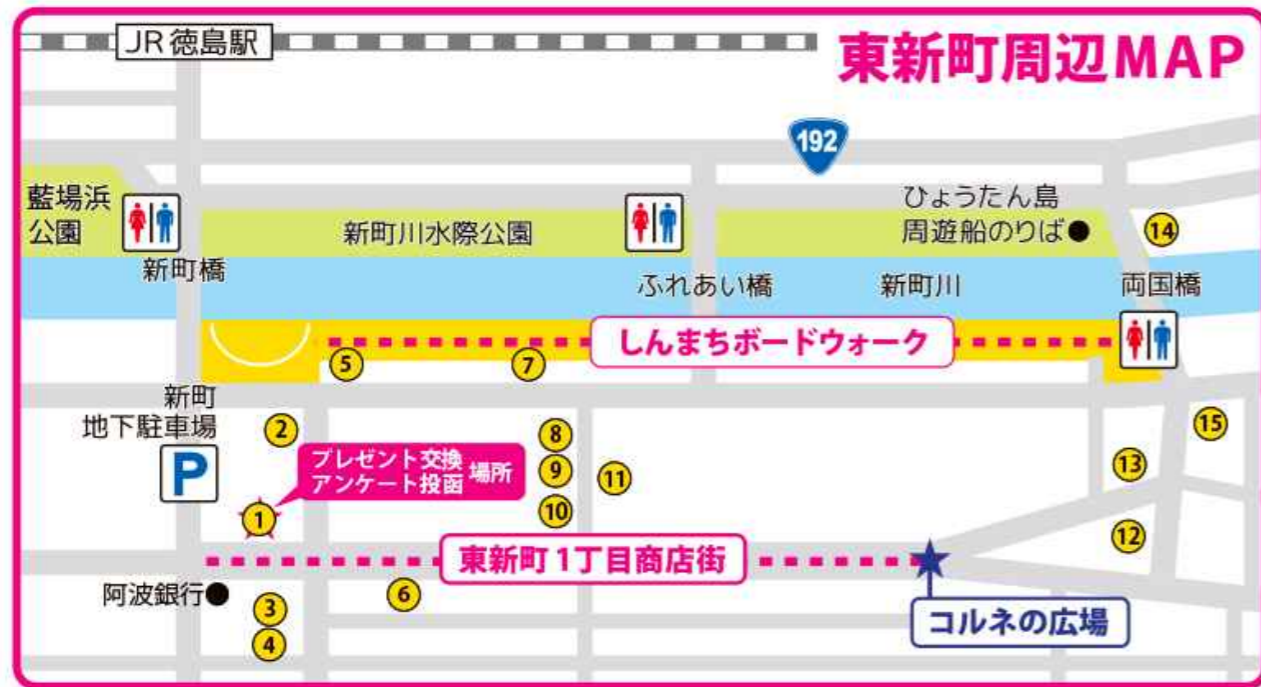 JR徳島駅
東新町周辺MAP
192
藍場浜
公園
新町川水際公園
ひょうたん島
周遊船のりば●
14
新町橋
ふれあい橋
新町川
両国橋
しんまちボードウォーク
5
7
新町
地下駐車場
P
2
プレゼント交換
アンケート投函
場所
1
8
9
10
11
15
13
12
東新町1丁目商店街
阿波銀行●
3
4
6
コルネの広場